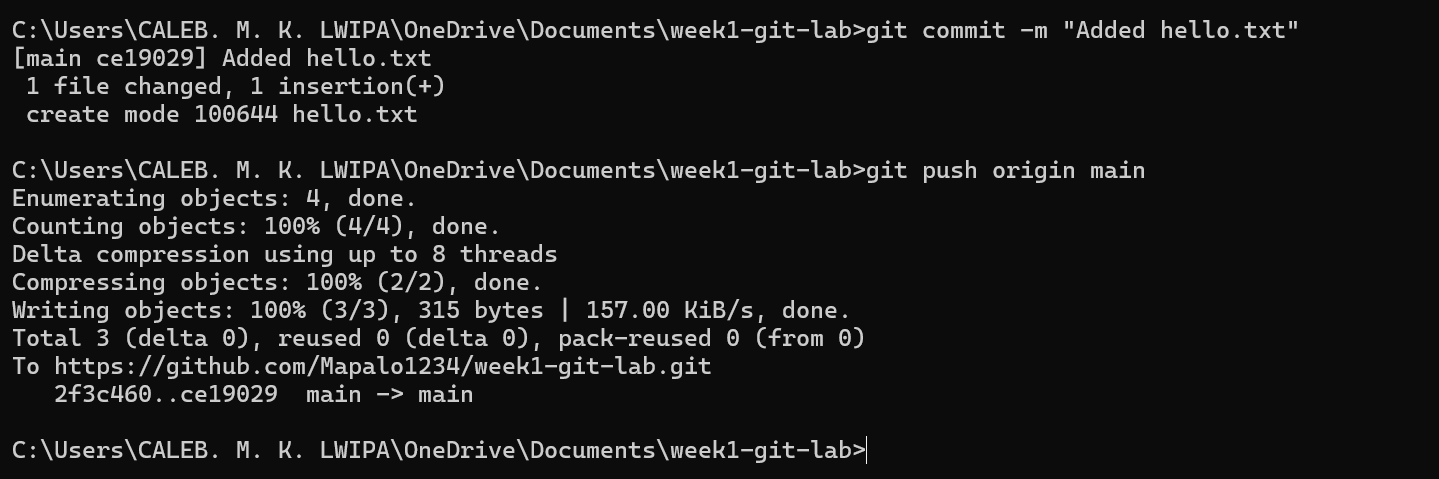 C:\Users\CALEB. M. K. LWIPA\OneDrive\Documents\week1-git-lab>git commit -m "Added hello.txt"
[main ce19029] Added hello.txt
 1 file changed, 1 insertion(+)
 create mode 100644 hello.txt
C:\Users\CALEB. M. K. LWIPA\OneDrive\Documents\week1-git-lab>git push origin main
Enumerating objects: 4, done.
Counting objects: 100% (4/4), done.
Delta compression using up to 8 threads
Compressing objects: 100% (2/2), done.
Writing objects: 100% (3/3), 315 bytes | 157.00 KiB/s, done.
Total 3 (delta 0), reused 0 (delta 0), pack-reused 0 (from 0)
To https://github.com/Mapalo1234/week1-git-lab.git
   2f3c460..ce19029  main -> main
C:\Users\CALEB. M. K. LWIPA\OneDrive\Documents\week1-git-lab>